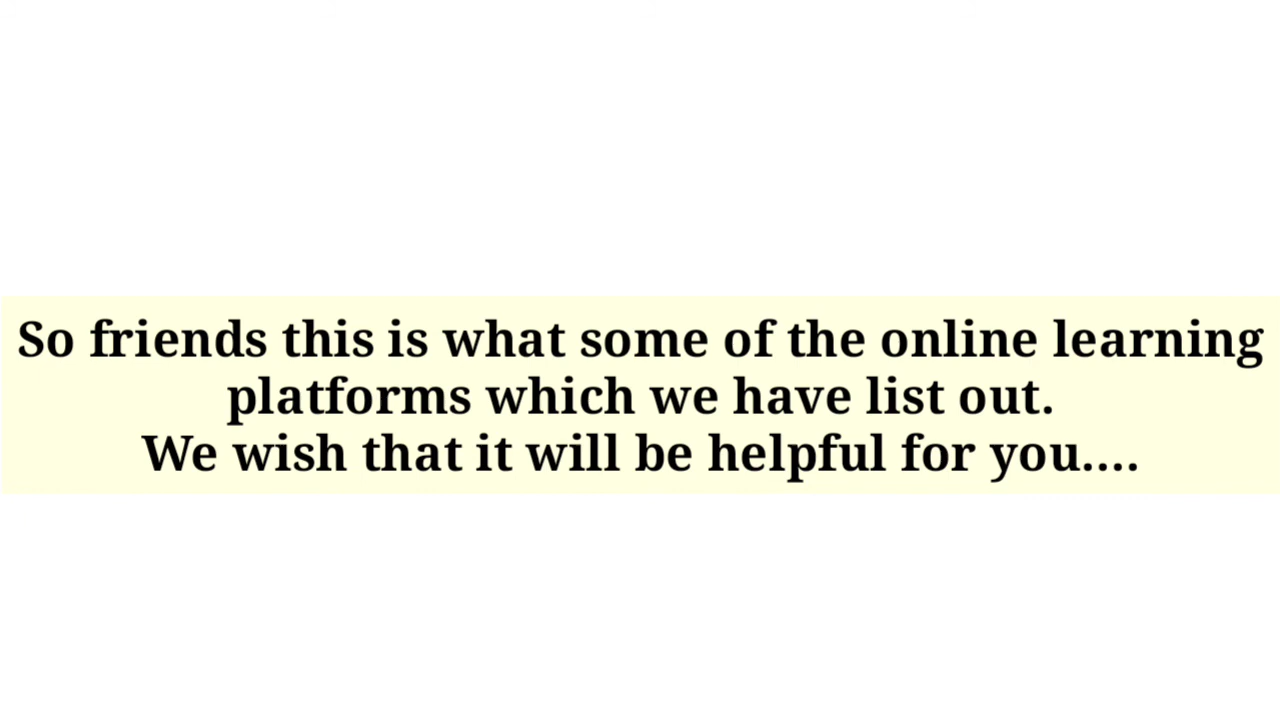 So friends this is what some of the online learning
platforms which we have list out.
We wish that it will be helpful for you....